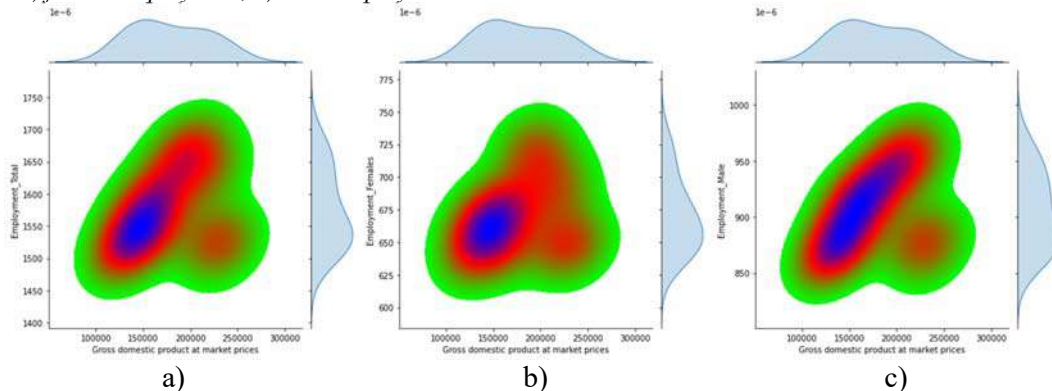 1e−6 1e−6 1e−6
Employment_Total
1750
1700
1650
1600
1550
1500
1450
1400
100000 150000 200000 250000 300000
Gross domestic product at market prices
a)
Employment_Females
775
750
725
700
675
650
625
600
100000 150000 200000 250000 300000
Gross domestic product at market prices
b)
Employment_Male
1000
950
900
850
100000 150000 200000 250000 300000
Gross domestic product at market prices
c)